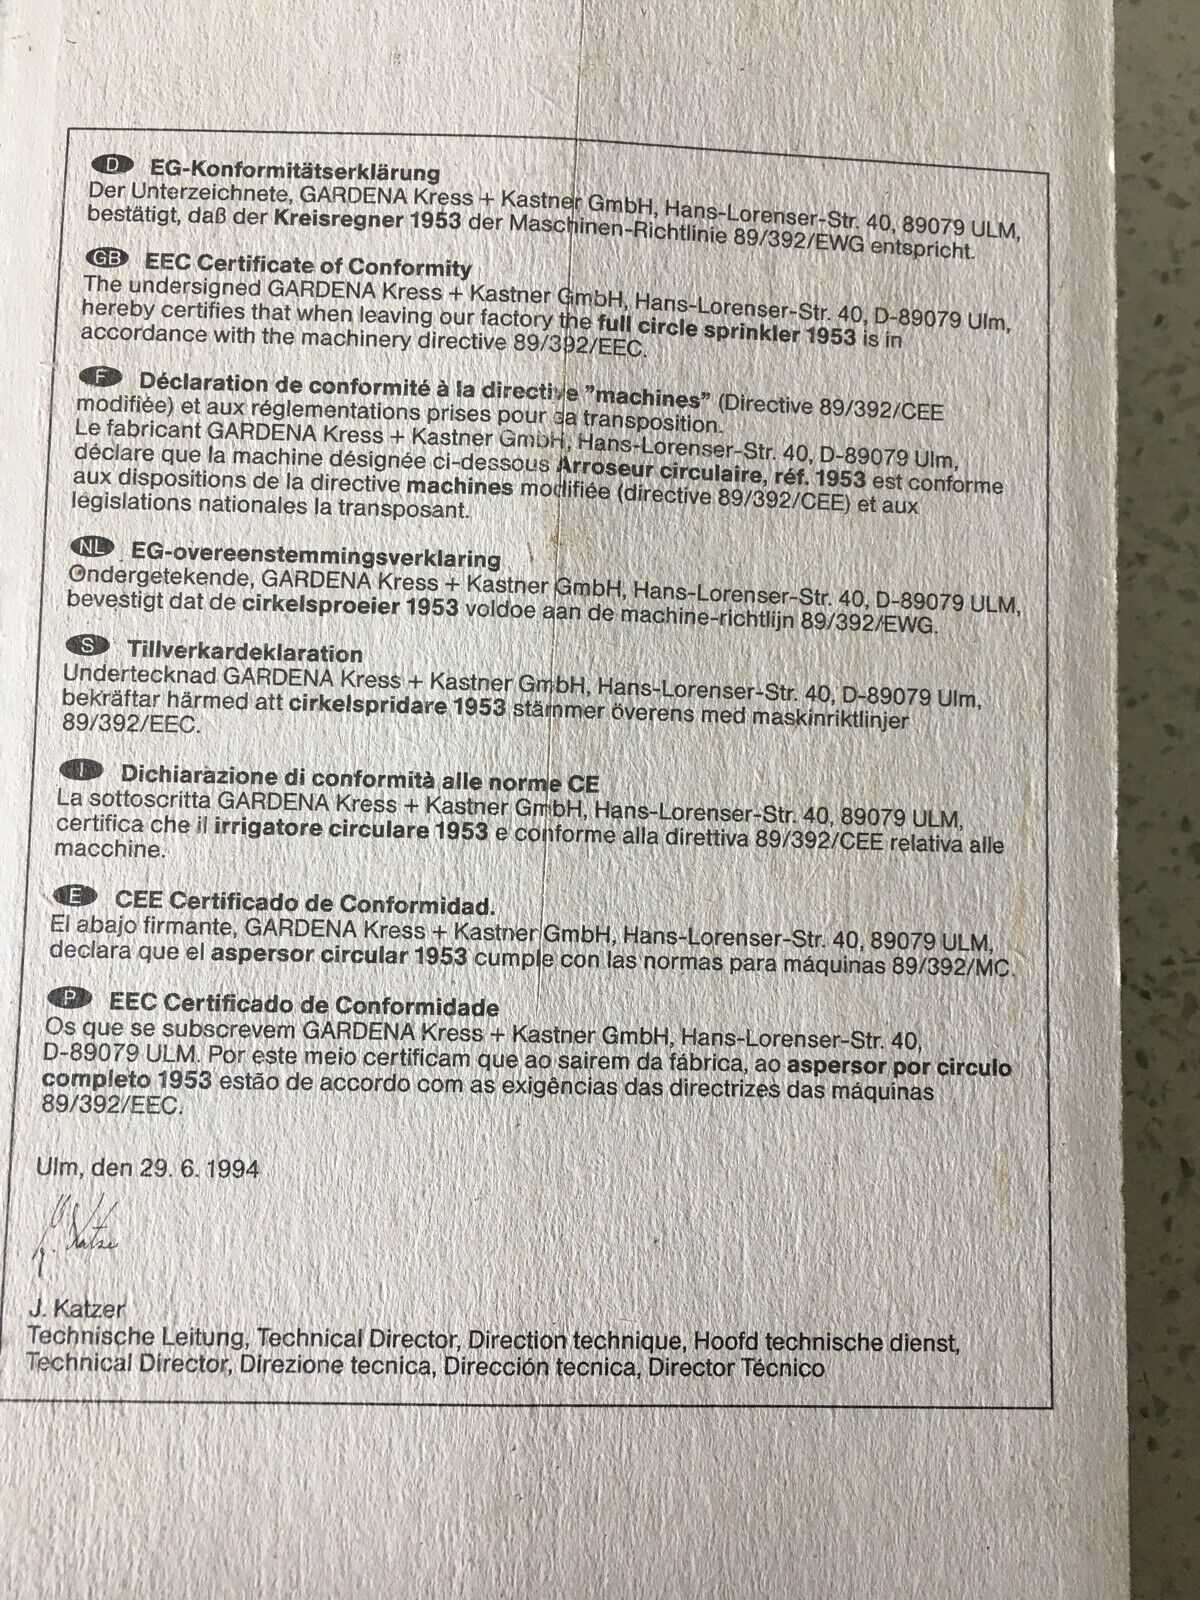 D EG-Konformitätserklärung
Der Unterzeichnete, GARDENA Kress + Kastner GmbH, Hans-Lorenser-Str. 40, 89079 ULM,
bestätigt, daß der Kreisregner 1953 der Maschinen-Richtlinie 89/392/EWG entspricht.
GB EEC Certificate of Conformity
The undersigned GARDENA Kress + Kastner GmbH, Hans-Lorenser-Str. 40, D-89079 Ulm,
hereby certifies that when leaving our factory the full circle sprinkler 1953 is in
accordance with the machinery directive 89/392/EEC.
F Déclaration de conformité à la directive "machines" (Directive 89/392/CEE
modifiée) et aux réglementations prises pour sa transposition.
Le fabricant GARDENA Kress + Kastner GmbH, Hans-Lorenser-Str. 40, D-89079 Ulm,
déclare que la machine désignée ci-dessous Arroseur circulaire, réf. 1953 est conforme
aux dispositions de la directive machines modifiée (directive 89/392/CEE) et aux
législations nationales la transposant.
NL EG-overeenstemmingsverklaring
Ondergetekende, GARDENA Kress + Kastner GmbH, Hans-Lorenser-Str. 40, D-89079 ULM,
bevestigt dat de cirkelsproeier 1953 voldoe aan de machine-richtlijn 89/392/EWG.
S Tillverkardeklaration
Undertecknad GARDENA Kress + Kastner GmbH, Hans-Lorenser-Str. 40, D-89079 Ulm,
bekräftar härmed att cirkelspridare 1953 stämmer överens med maskinriktlinjer
89/392/EEC.
I Dichiarazione di conformità alle norme CE
La sottoscritta GARDENA Kress + Kastner GmbH, Hans-Lorenser-Str. 40, 89079 ULM,
certifica che il irrigatore circulare 1953 e conforme alla direttiva 89/392/CEE relativa alle
macchine.
E CEE Certificado de Conformidad.
El abajo firmante, GARDENA Kress + Kastner GmbH, Hans-Lorenser-Str. 40, 89079 ULM,
declara que el aspersor circular 1953 cumple con las normas para máquinas 89/392/MC.
P EEC Certificado de Conformidade
Os que se subscrevem GARDENA Kress + Kastner GmbH, Hans-Lorenser-Str. 40,
D-89079 ULM. Por este meio certificam que ao sairem da fábrica, ao aspersor por circulo
completo 1953 estão de accordo com as exigências das directrizes das máquinas
89/392/EEC.
Ulm, den 29. 6. 1994
J. Katzer
Technische Leitung, Technical Director, Direction technique, Hoofd technische dienst,
Technical Director, Direzione tecnica, Dirección tecnica, Director Técnico